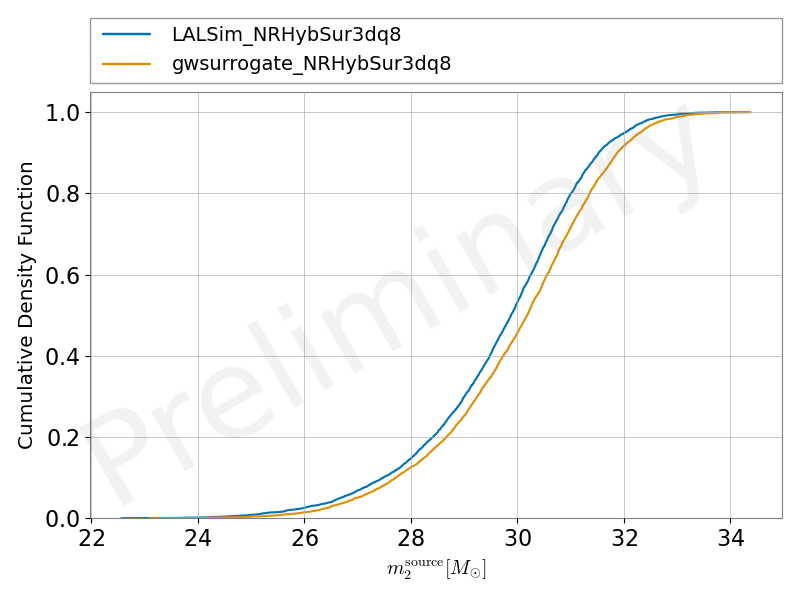 LALSim_NRHybSur3dq8
gwsurrogate_NRHybSur3dq8
Preliminary
Cumulative Density Function
1.0
0.8
0.6
0.4
0.2
0.0
22 24 26 28 30 32 34
m₂^source [M⊙]